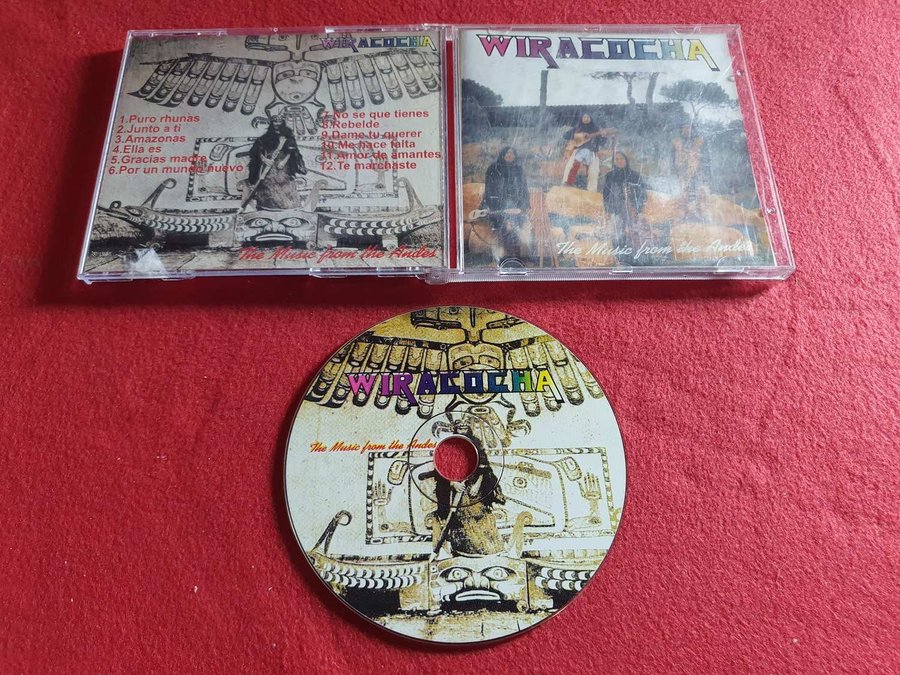 WIRACOCHA
1.Puro rhunas
2.Junto a ti
3.Amazonas
4.Ella es
5.Gracias madre
6.Por un mundo nuevo
7.No se que tienes
8.Rebelde
9.Dame tu querer
10.Me hace falta
11.Amor de amantes
12.Te marchaste
The Music from the Andes
WIRACOCHA
The Music from the Andes
WIRACOCHA
The Music from the Andes